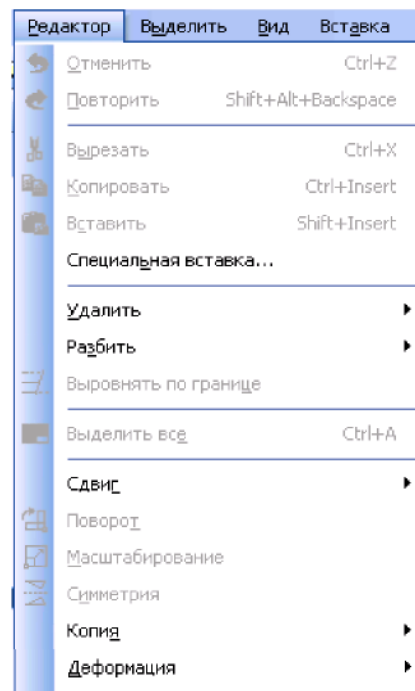 Редактор Выделить Вид Вставка
Отменить Ctrl+Z
Повторить Shift+Alt+Backspace
Вырезать Ctrl+X
Копировать Ctrl+Insert
Вставить Shift+Insert
Специальная вставка...
Удалить
Разбить
Выровнять по границе
Выделить все Ctrl+A
Сдвиг
Поворот
Масштабирование
Симметрия
Копия
Деформация